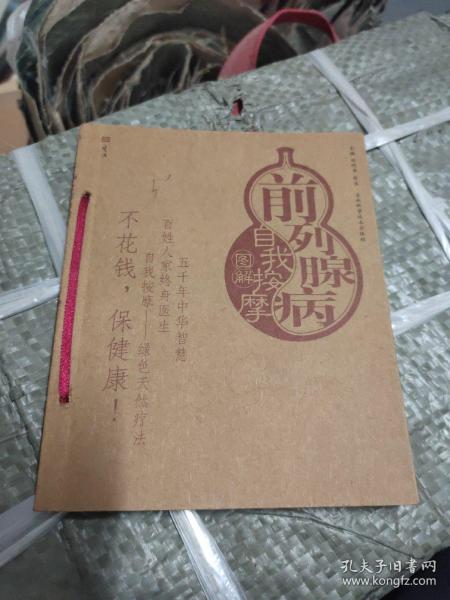 前列腺病
自我按摩
图解
五千年中华智慧
百姓人家终身医生
自我按摩——绿色天然疗法
不花钱，保健康！
孔夫子旧书网
www.kongfz.com